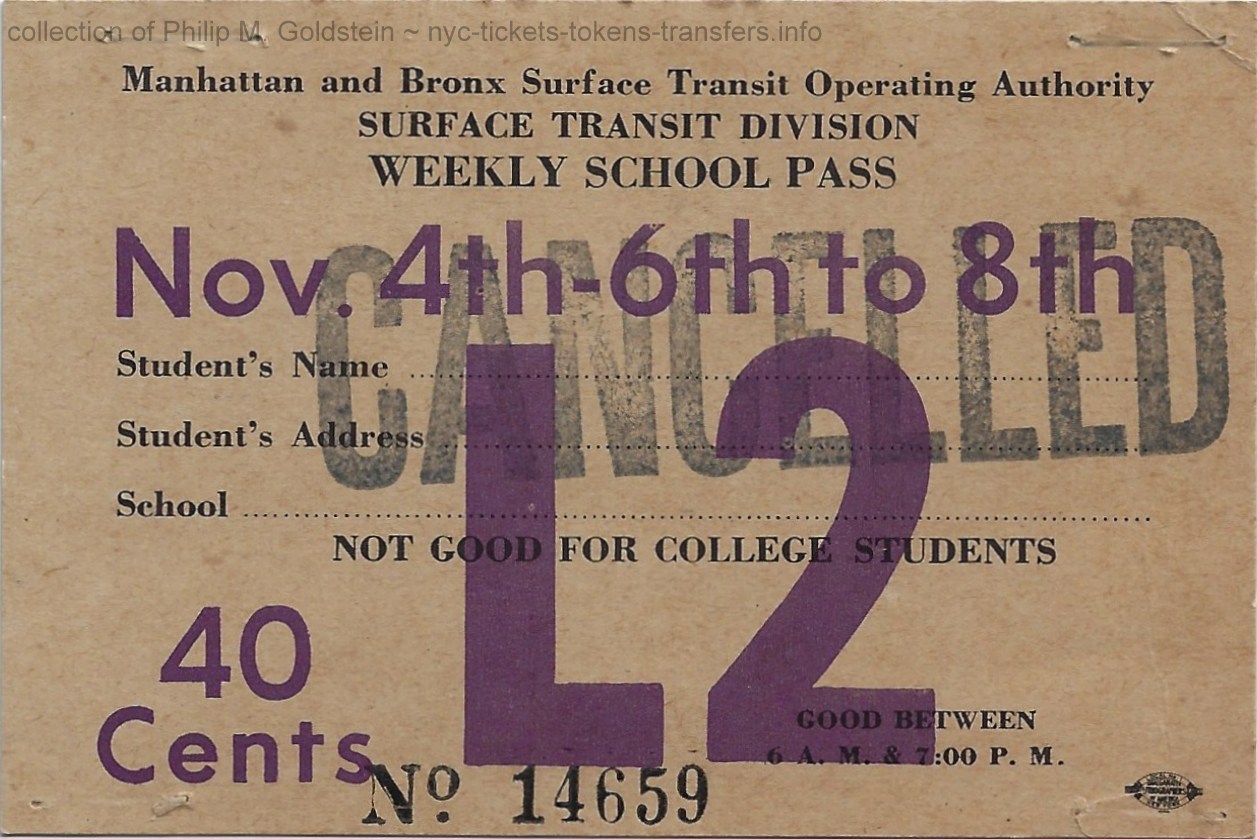 collection of Philip M. Goldstein ~ nyc-tickets-tokens-transfers.info
Manhattan and Bronx Surface Transit Operating Authority
SURFACE TRANSIT DIVISION
WEEKLY SCHOOL PASS
Nov. 4th-6th to 8th
CANCELLED
Student's Name
Student's Address
School
NOT GOOD FOR COLLEGE STUDENTS
L2
40
Cents
GOOD BETWEEN
6 A. M. & 7:00 P. M.
No. 14659